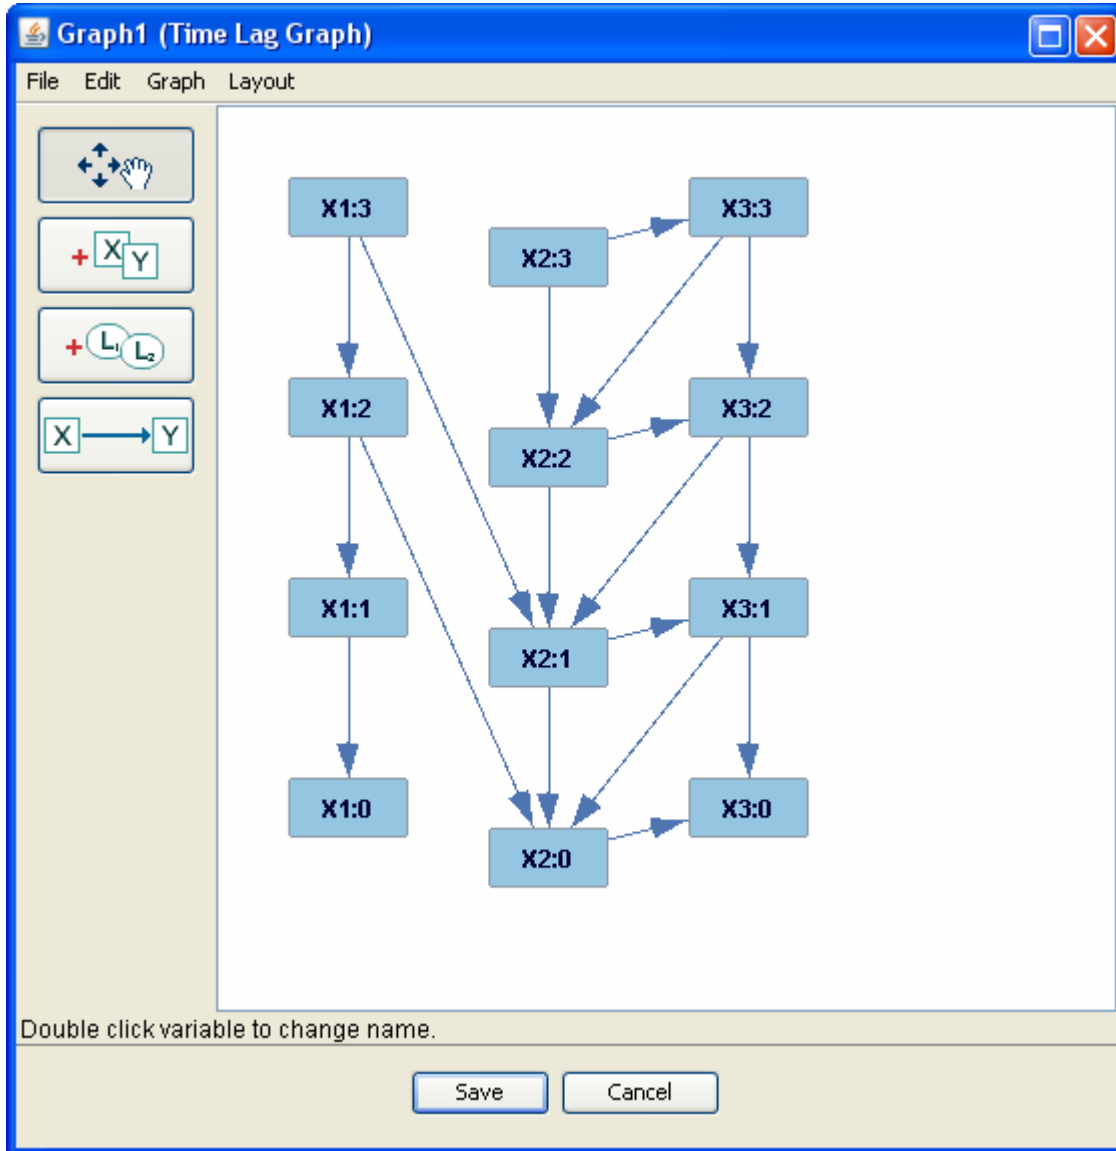 Graph1 (Time Lag Graph)
File Edit Graph Layout
X1:3 X3:3
X2:3
+ X Y
+ L₁ L₂
X1:2 X3:2
X Y
X2:2
X1:1 X3:1
X2:1
X1:0 X3:0
X2:0
Double click variable to change name.
Save Cancel